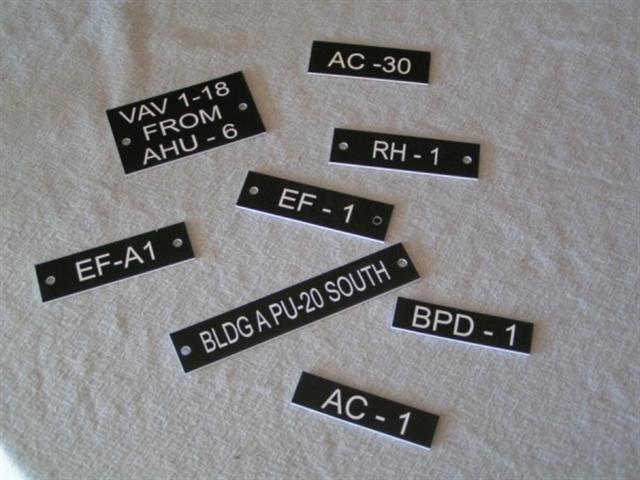 AC -30
VAV 1-18
FROM
AHU - 6
RH - 1
EF - 1
EF-A1
BLDG A PU-20 SOUTH
BPD - 1
AC - 1